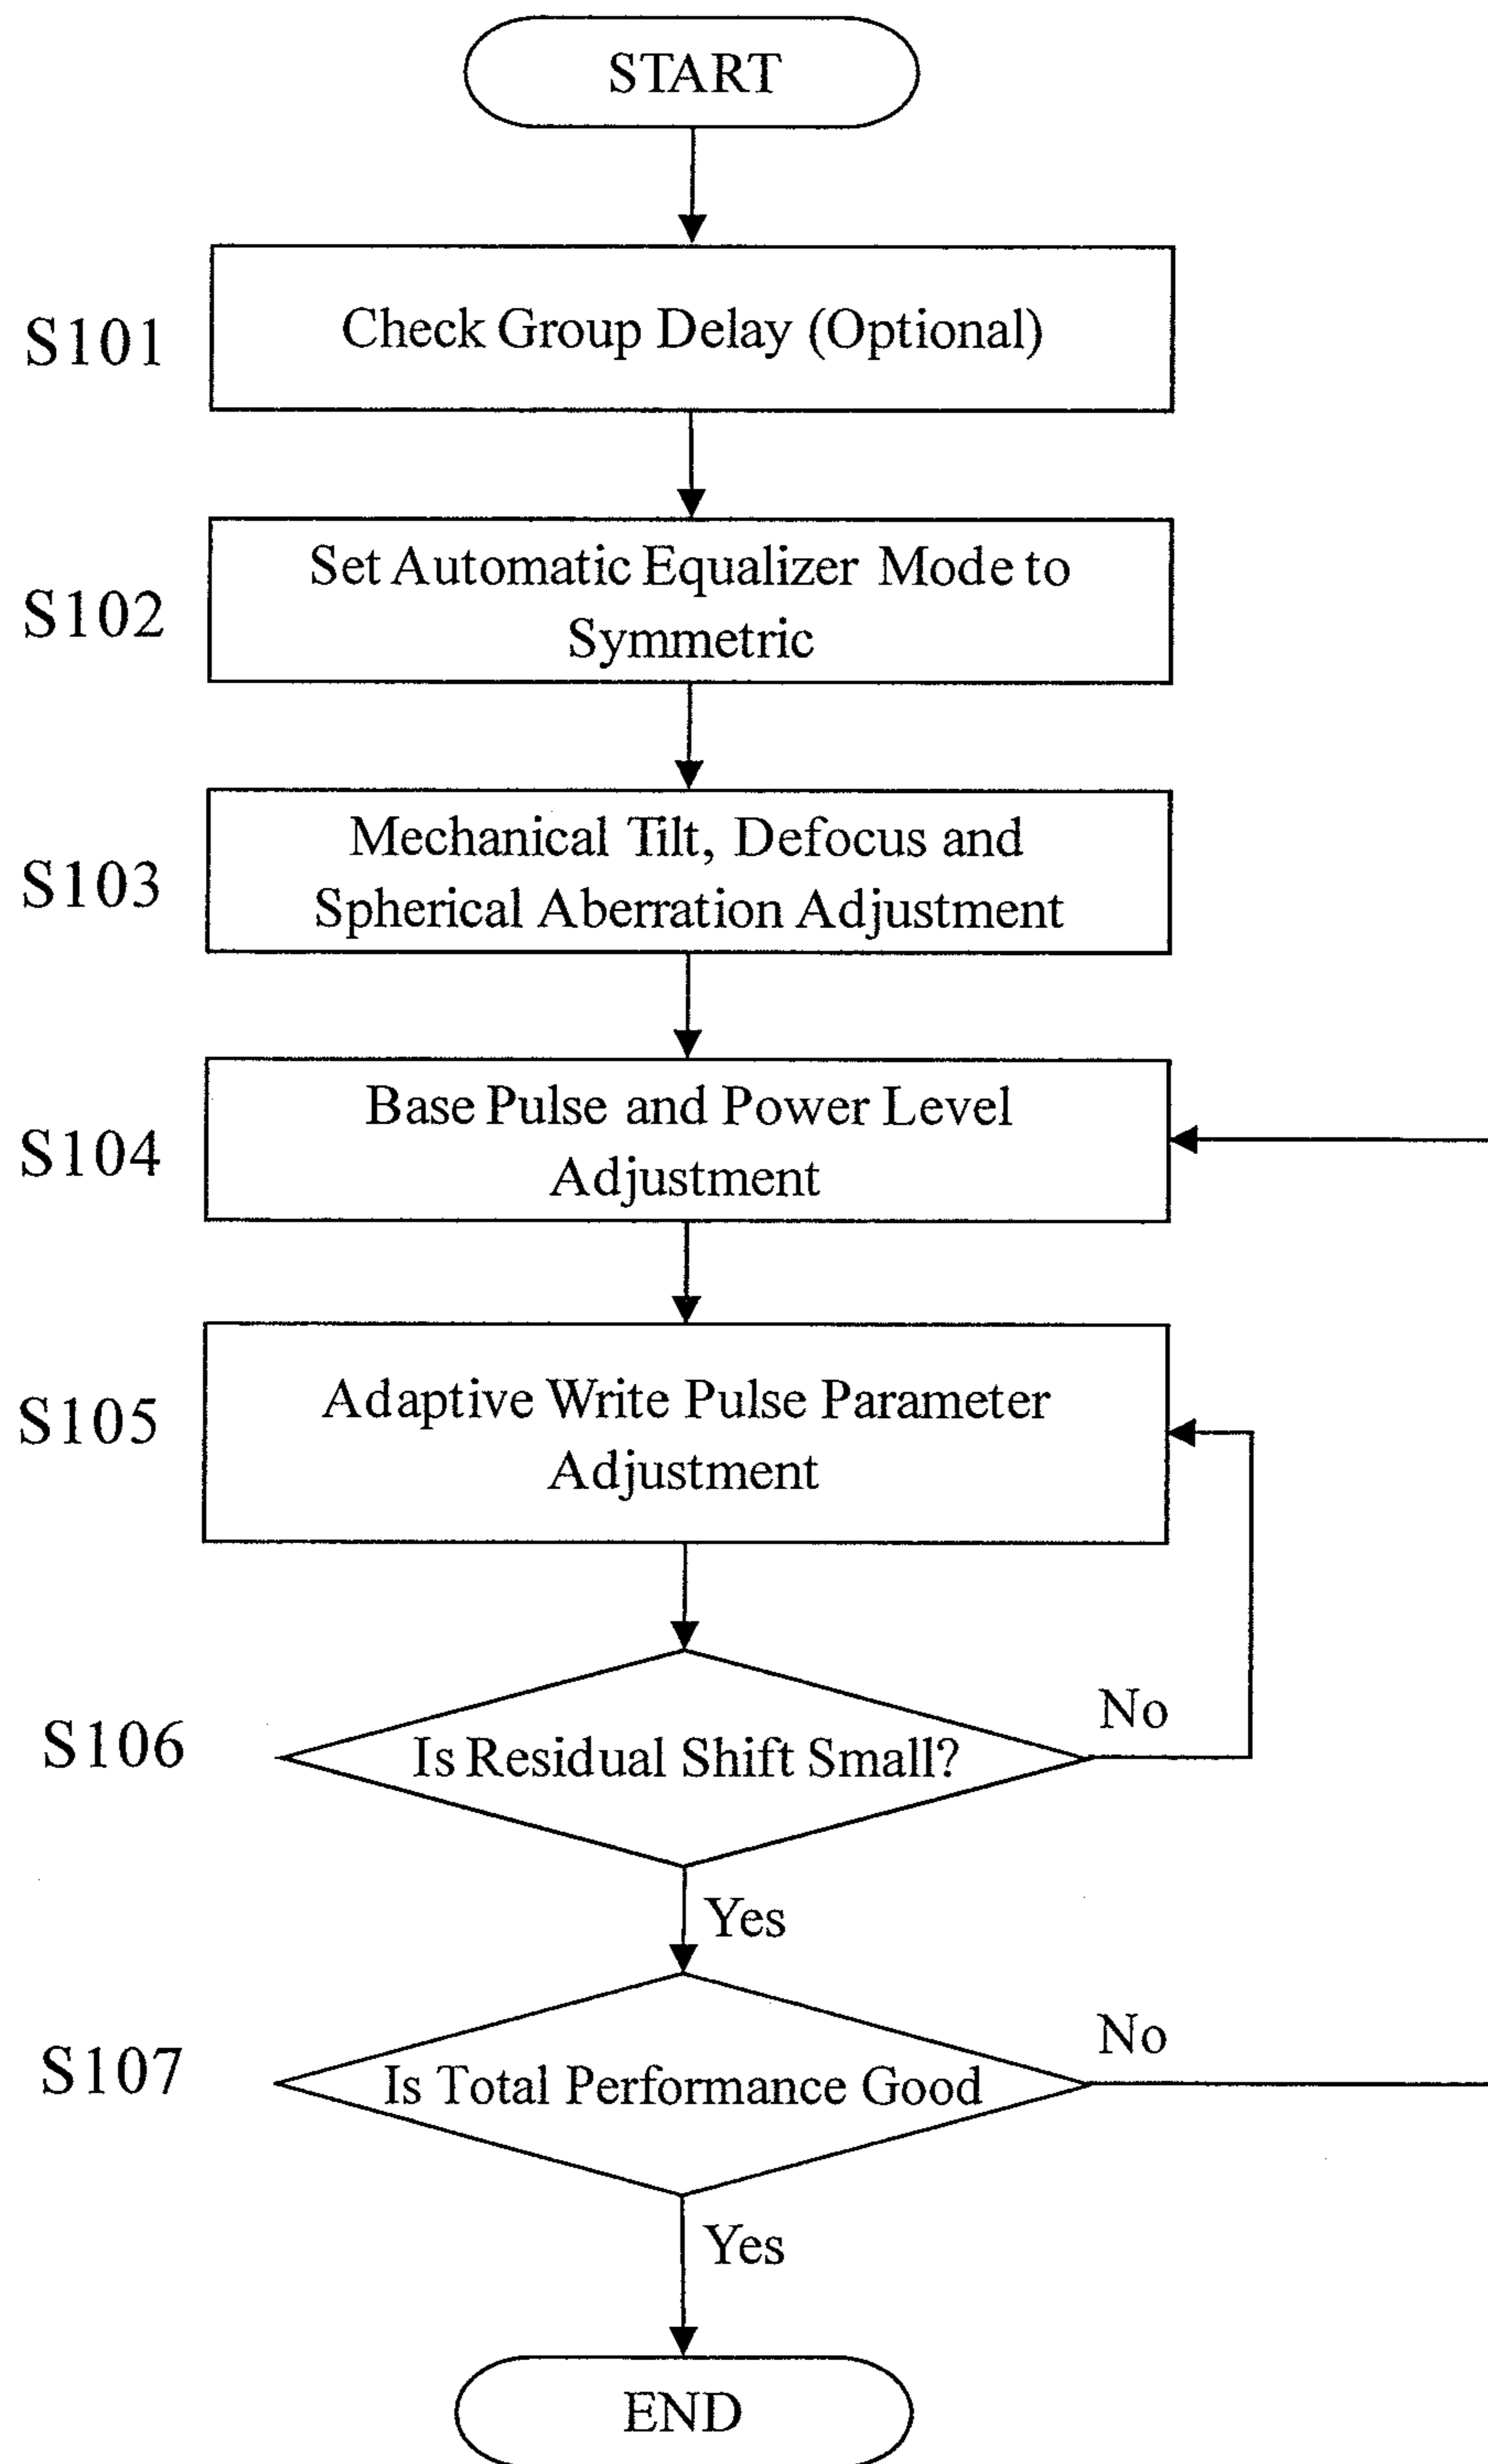 START
S101
Check Group Delay (Optional)
S102
Set Automatic Equalizer Mode to
Symmetric
S103
Mechanical Tilt, Defocus and
Spherical Aberration Adjustment
S104
Base Pulse and Power Level
Adjustment
S105
Adaptive Write Pulse Parameter
Adjustment
S106
Is Residual Shift Small?
No
Yes
S107
Is Total Performance Good
No
Yes
END